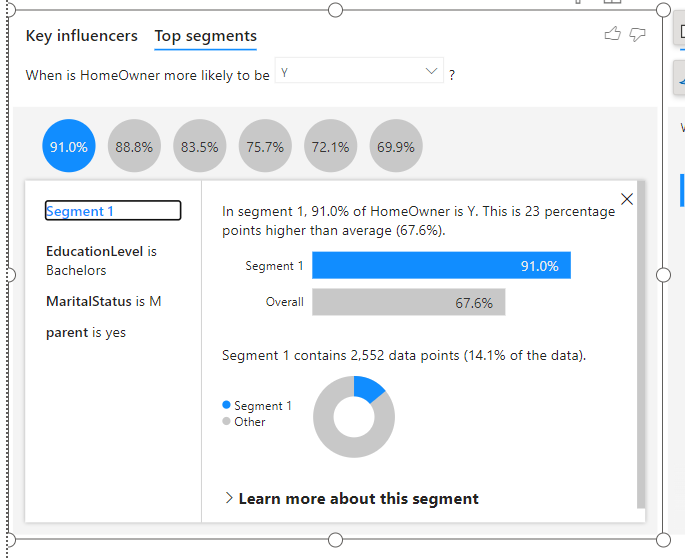 Key influencers Top segments
When is HomeOwner more likely to be Y ?
91.0% 88.8% 83.5% 75.7% 72.1% 69.9%
Segment 1
EducationLevel is
Bachelors
MaritalStatus is M
parent is yes
In segment 1, 91.0% of HomeOwner is Y. This is 23 percentage
points higher than average (67.6%).
Segment 1 91.0%
Overall 67.6%
Segment 1 contains 2,552 data points (14.1% of the data).
Segment 1
Other
Learn more about this segment